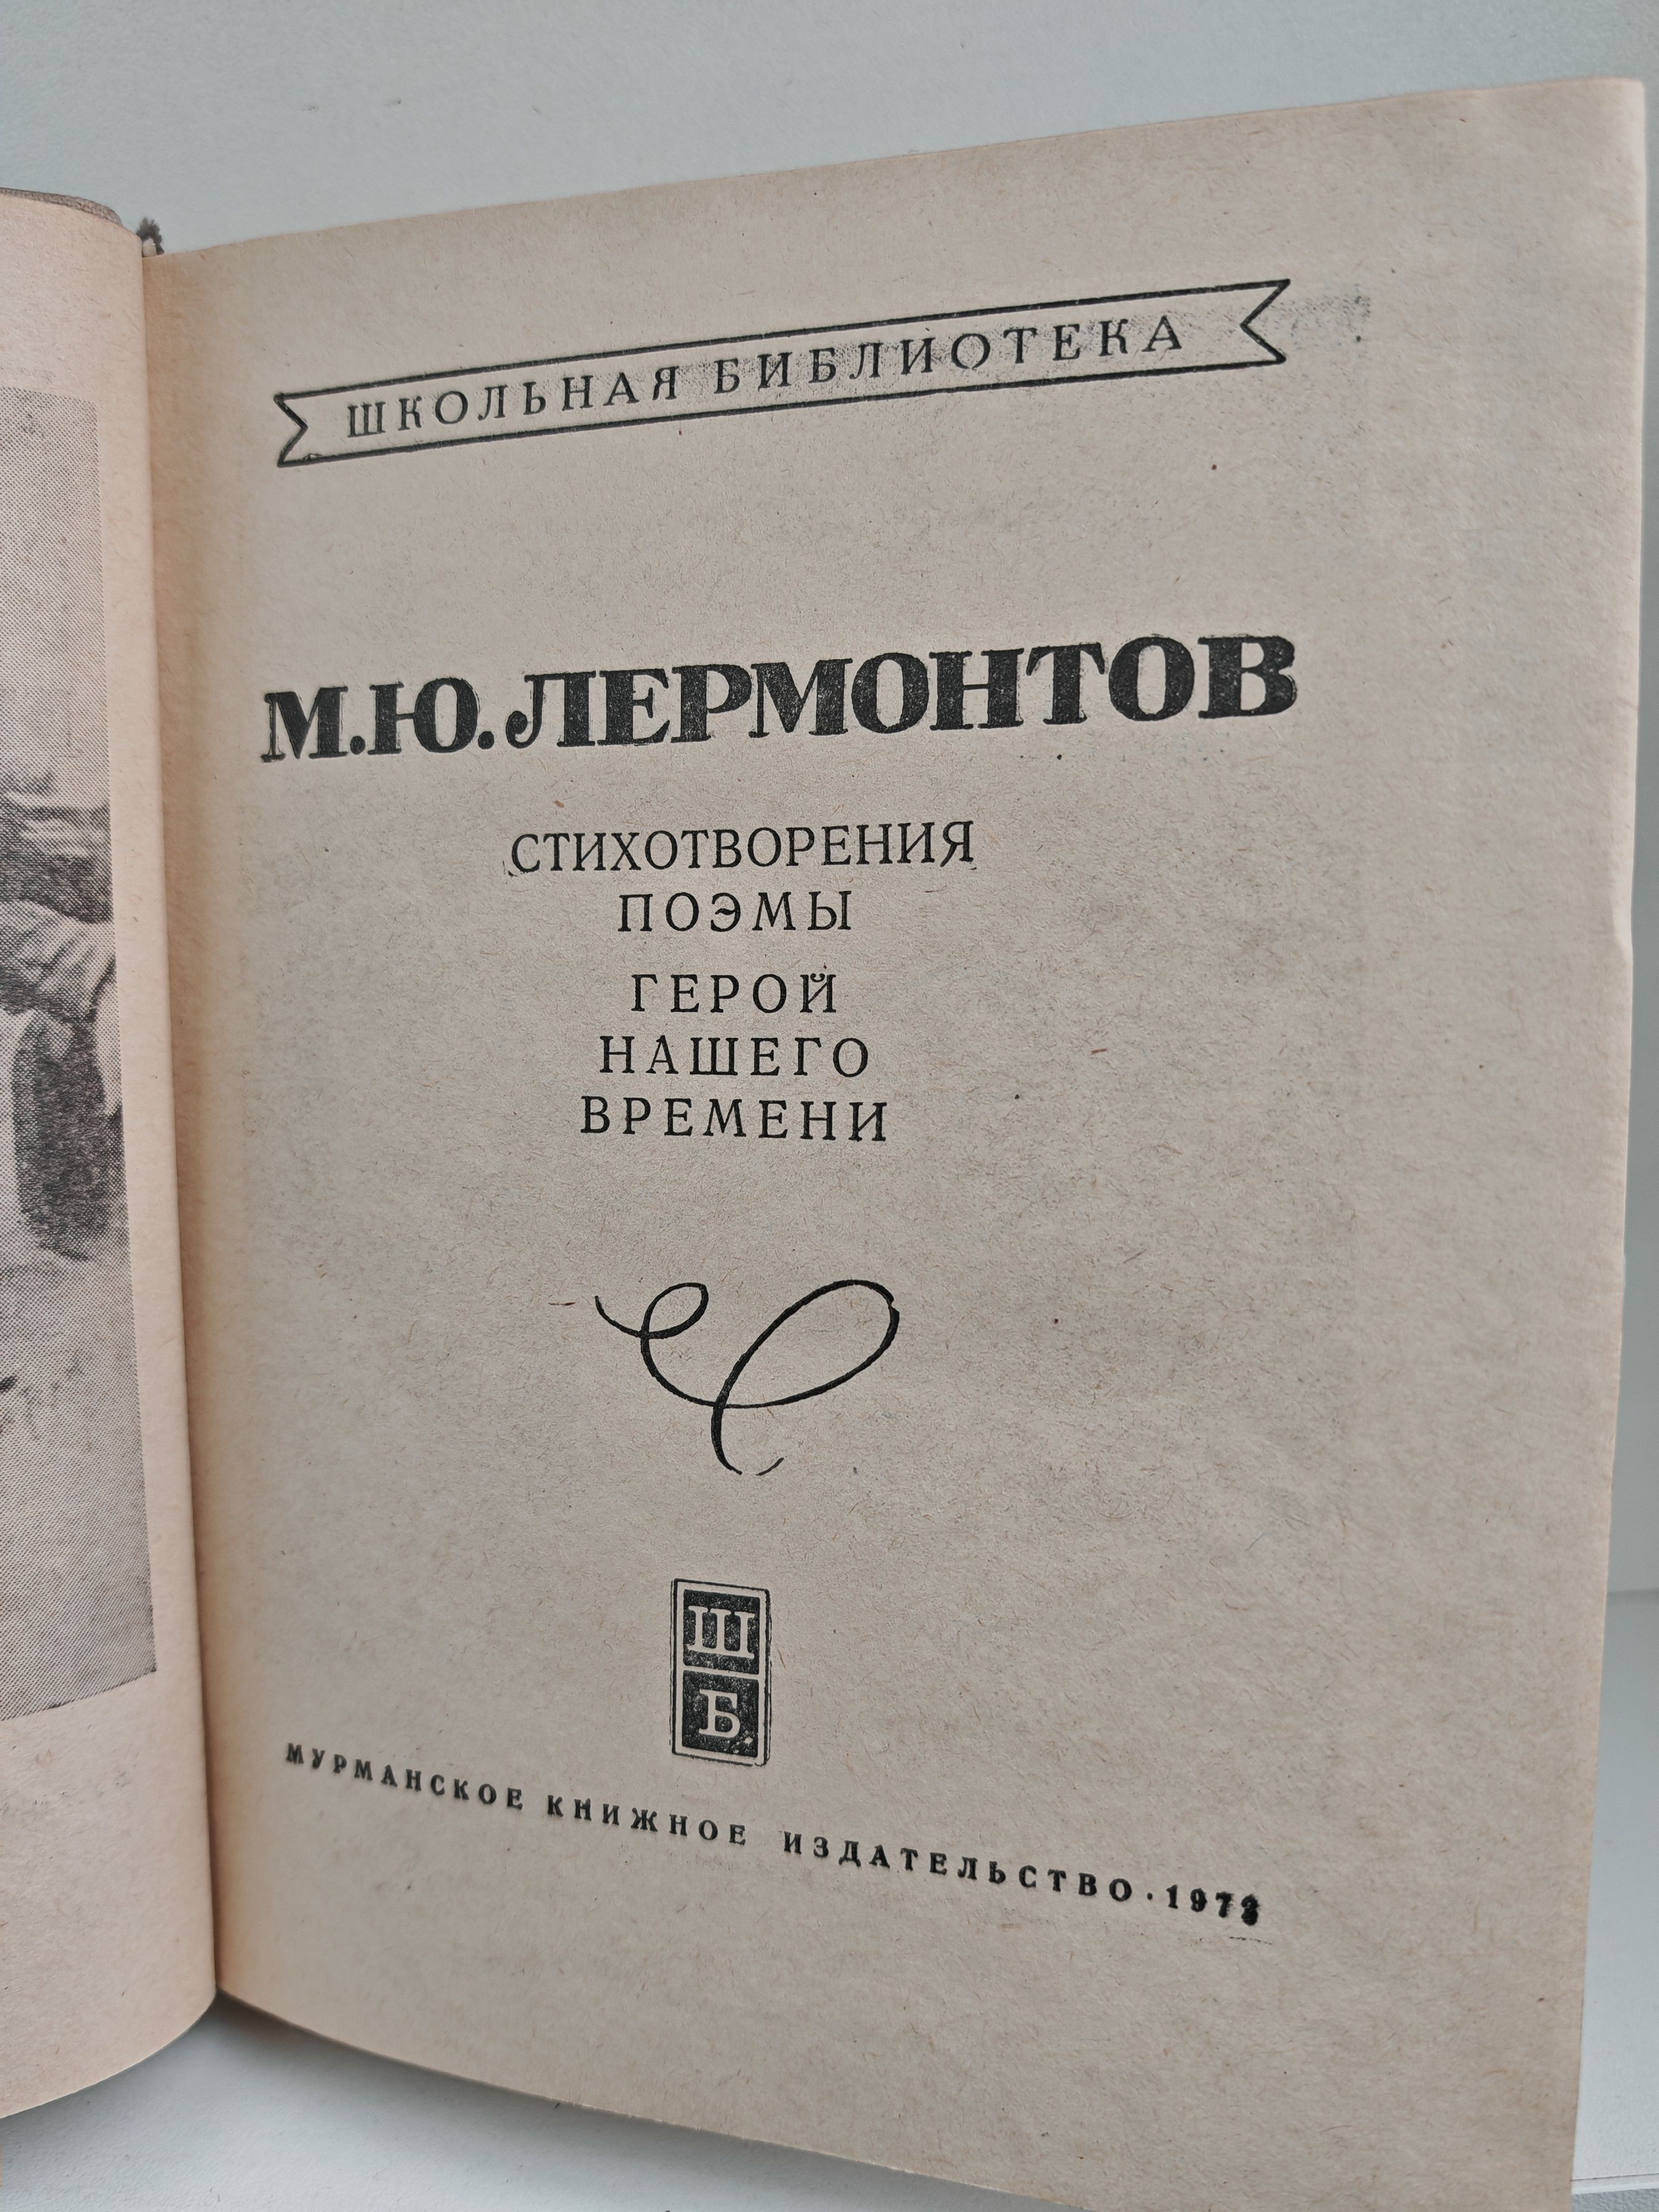 ШКОЛЬНАЯ БИБЛИОТЕКА
М.Ю.ЛЕРМОНТОВ
СТИХОТВОРЕНИЯ
ПОЭМЫ
ГЕРОЙ
НАШЕГО
ВРЕМЕНИ
Ш
Б
МУРМАНСКОЕ КНИЖНОЕ ИЗДАТЕЛЬСТВО ·